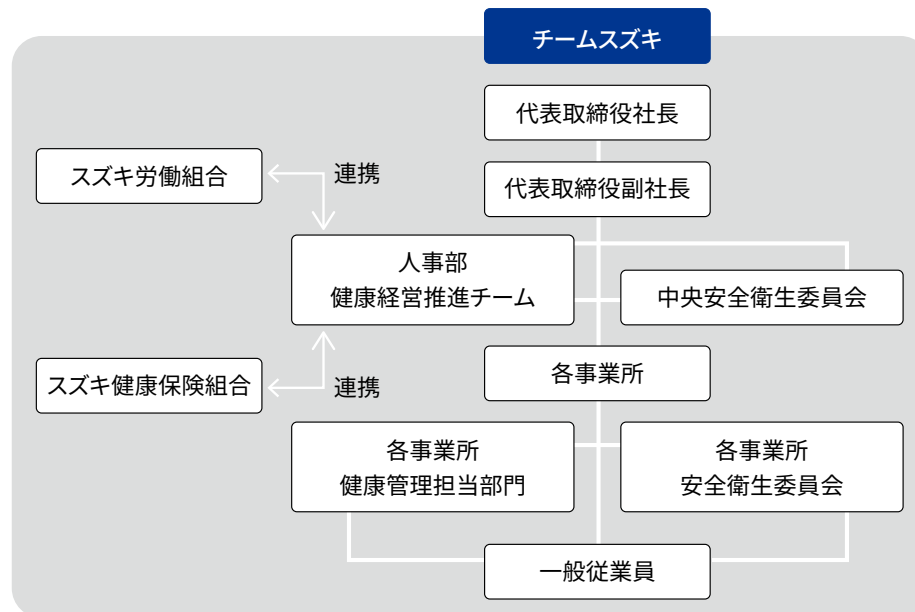 チームスズキ
代表取締役社長
スズキ労働組合
連携
代表取締役副社長
人事部
健康経営推進チーム
中央安全衛生委員会
スズキ健康保険組合
連携
各事業所
各事業所
健康管理担当部門
各事業所
安全衛生委員会
一般従業員